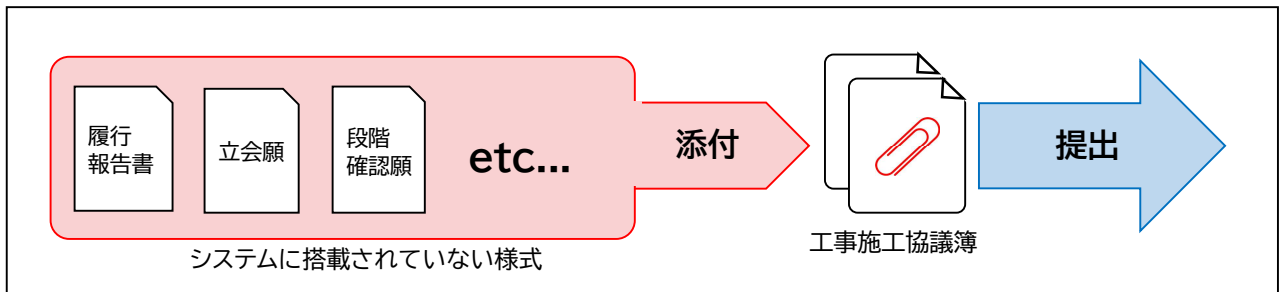 履行
報告書
立会願
段階
確認願
etc...
添付
提出
工事施工協議簿
システムに搭載されていない様式